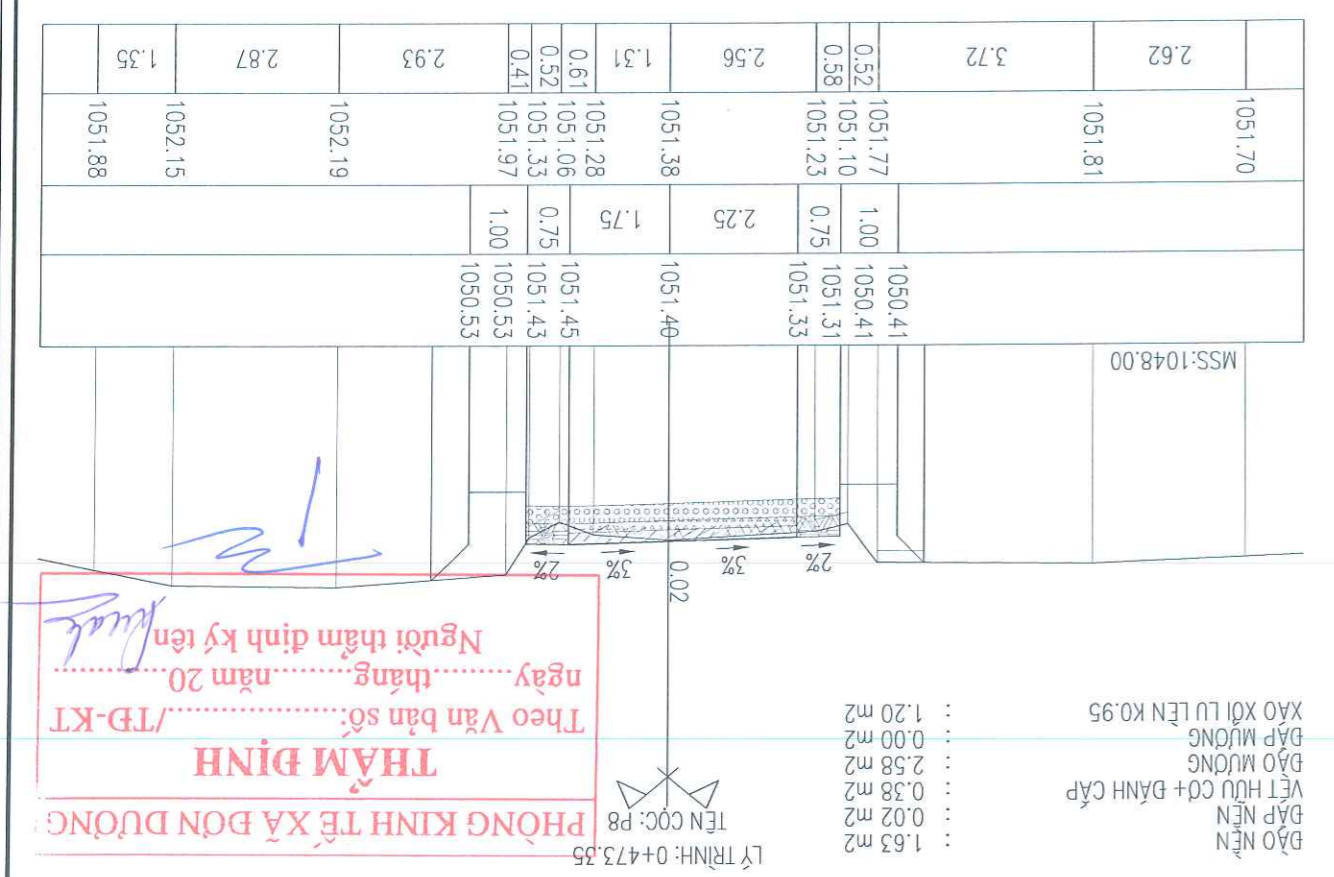 LÝ TRÌNH: 0+473.35
TÊN CỌC: P8
ĐÀO NỀN : 1.63 m2
ĐẮP NỀN : 0.02 m2
VÉT HỮU CƠ+ ĐÁNH CẤP : 0.38 m2
ĐÀO MƯƠNG : 2.58 m2
ĐẮP MƯƠNG : 0.00 m2
XÁO XỚI LU LÈN K0.95 : 1.20 m2
PHÒNG KINH TẾ XÃ ĐƠN DƯƠNG
THẨM ĐỊNH
Theo Văn bản số:............../TĐ-KT
ngày.........tháng.........năm 20............
Người thẩm định ký tên
0.02
2% 3% 3% 2%
MSS:1048.00
1050.41 1050.41 1051.31 1051.33 1051.40 1051.45 1051.43 1050.53 1050.53
1.00 0.75 2.25 1.75 0.75 1.00
1051.70 1051.81 1051.77 1051.10 1051.23 1051.38 1051.28 1051.06 1051.33 1051.97 1052.19 1052.15 1051.88
2.62 3.72 0.52 0.58 2.56 1.31 0.61 0.52 0.41 2.93 2.87 1.35